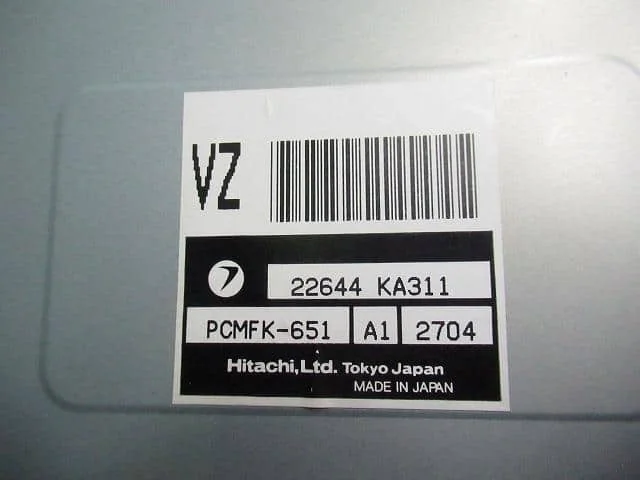 VZ
22644 KA311
PCMFK-651 A1 2704
Hitachi,Ltd. Tokyo Japan
MADE IN JAPAN